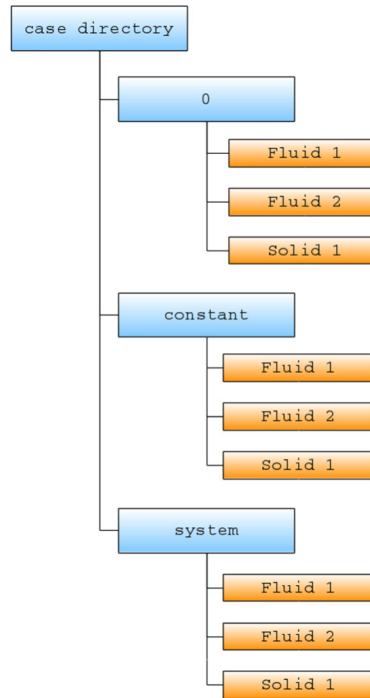 case directory
0
Fluid 1
Fluid 2
Solid 1
constant
Fluid 1
Fluid 2
Solid 1
system
Fluid 1
Fluid 2
Solid 1